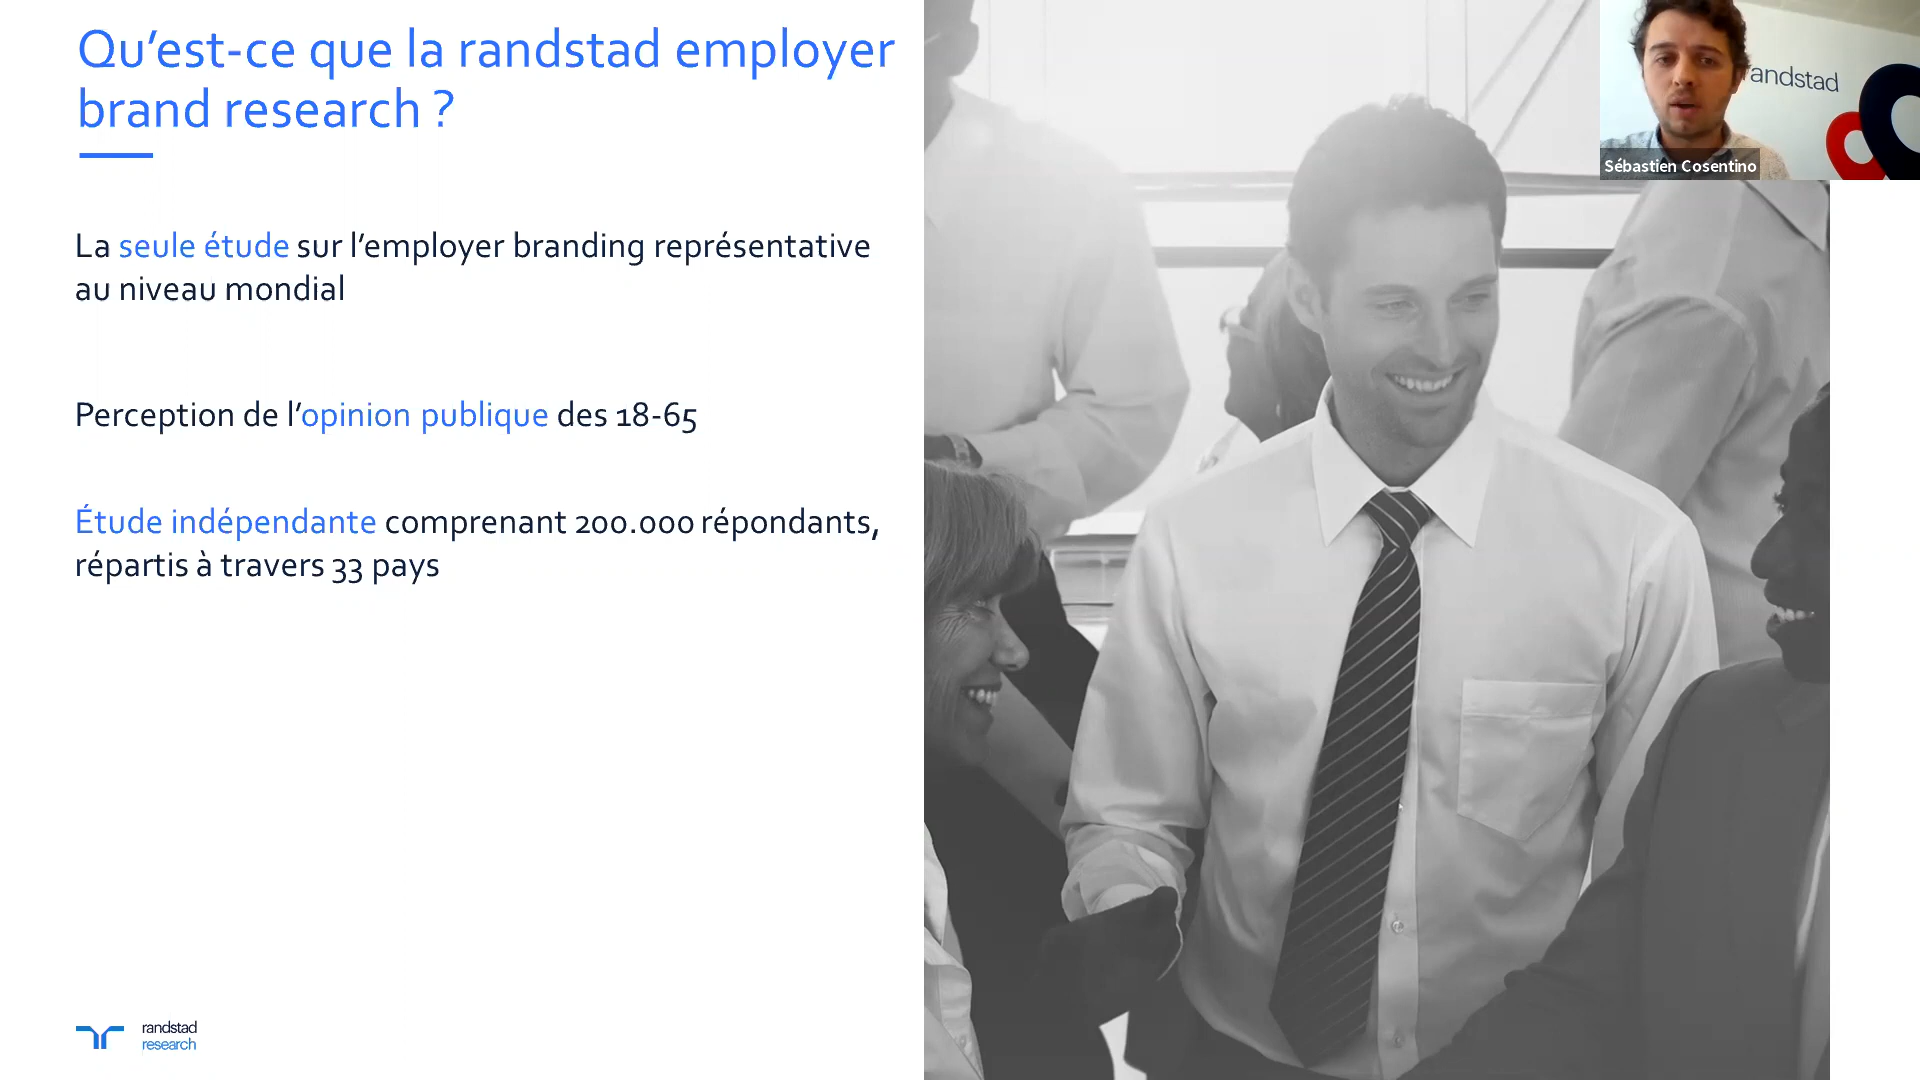 Qu’est-ce que la randstad employer
brand research ?
La seule étude sur l’employer branding représentative
au niveau mondial
Perception de l’opinion publique des 18-65
Étude indépendante comprenant 200.000 répondants,
répartis à travers 33 pays
randstad
research
randstad
Sébastien Cosentino